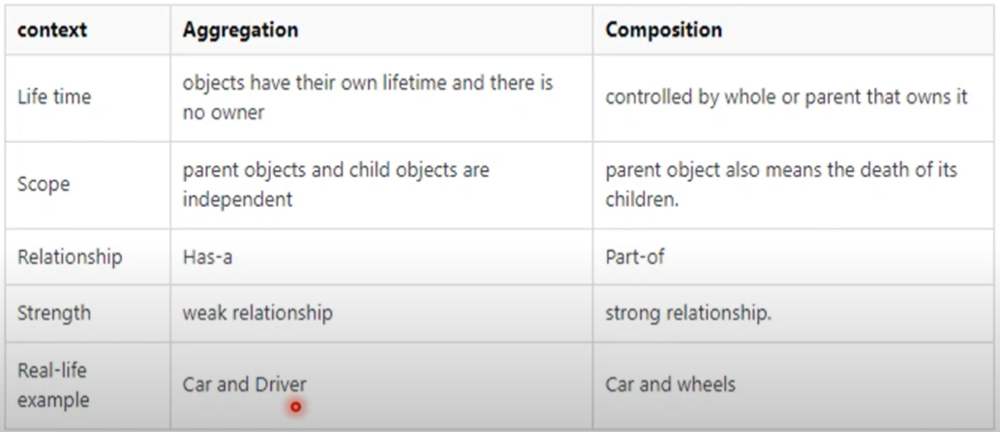 context Aggregation Composition
Life time objects have their own lifetime and there is controlled by whole or parent that owns it
no owner
Scope parent objects and child objects are parent object also means the death of its
independent children.
Relationship Has-a Part-of
Strength weak relationship strong relationship.
Real-life Car and Driver Car and wheels
example